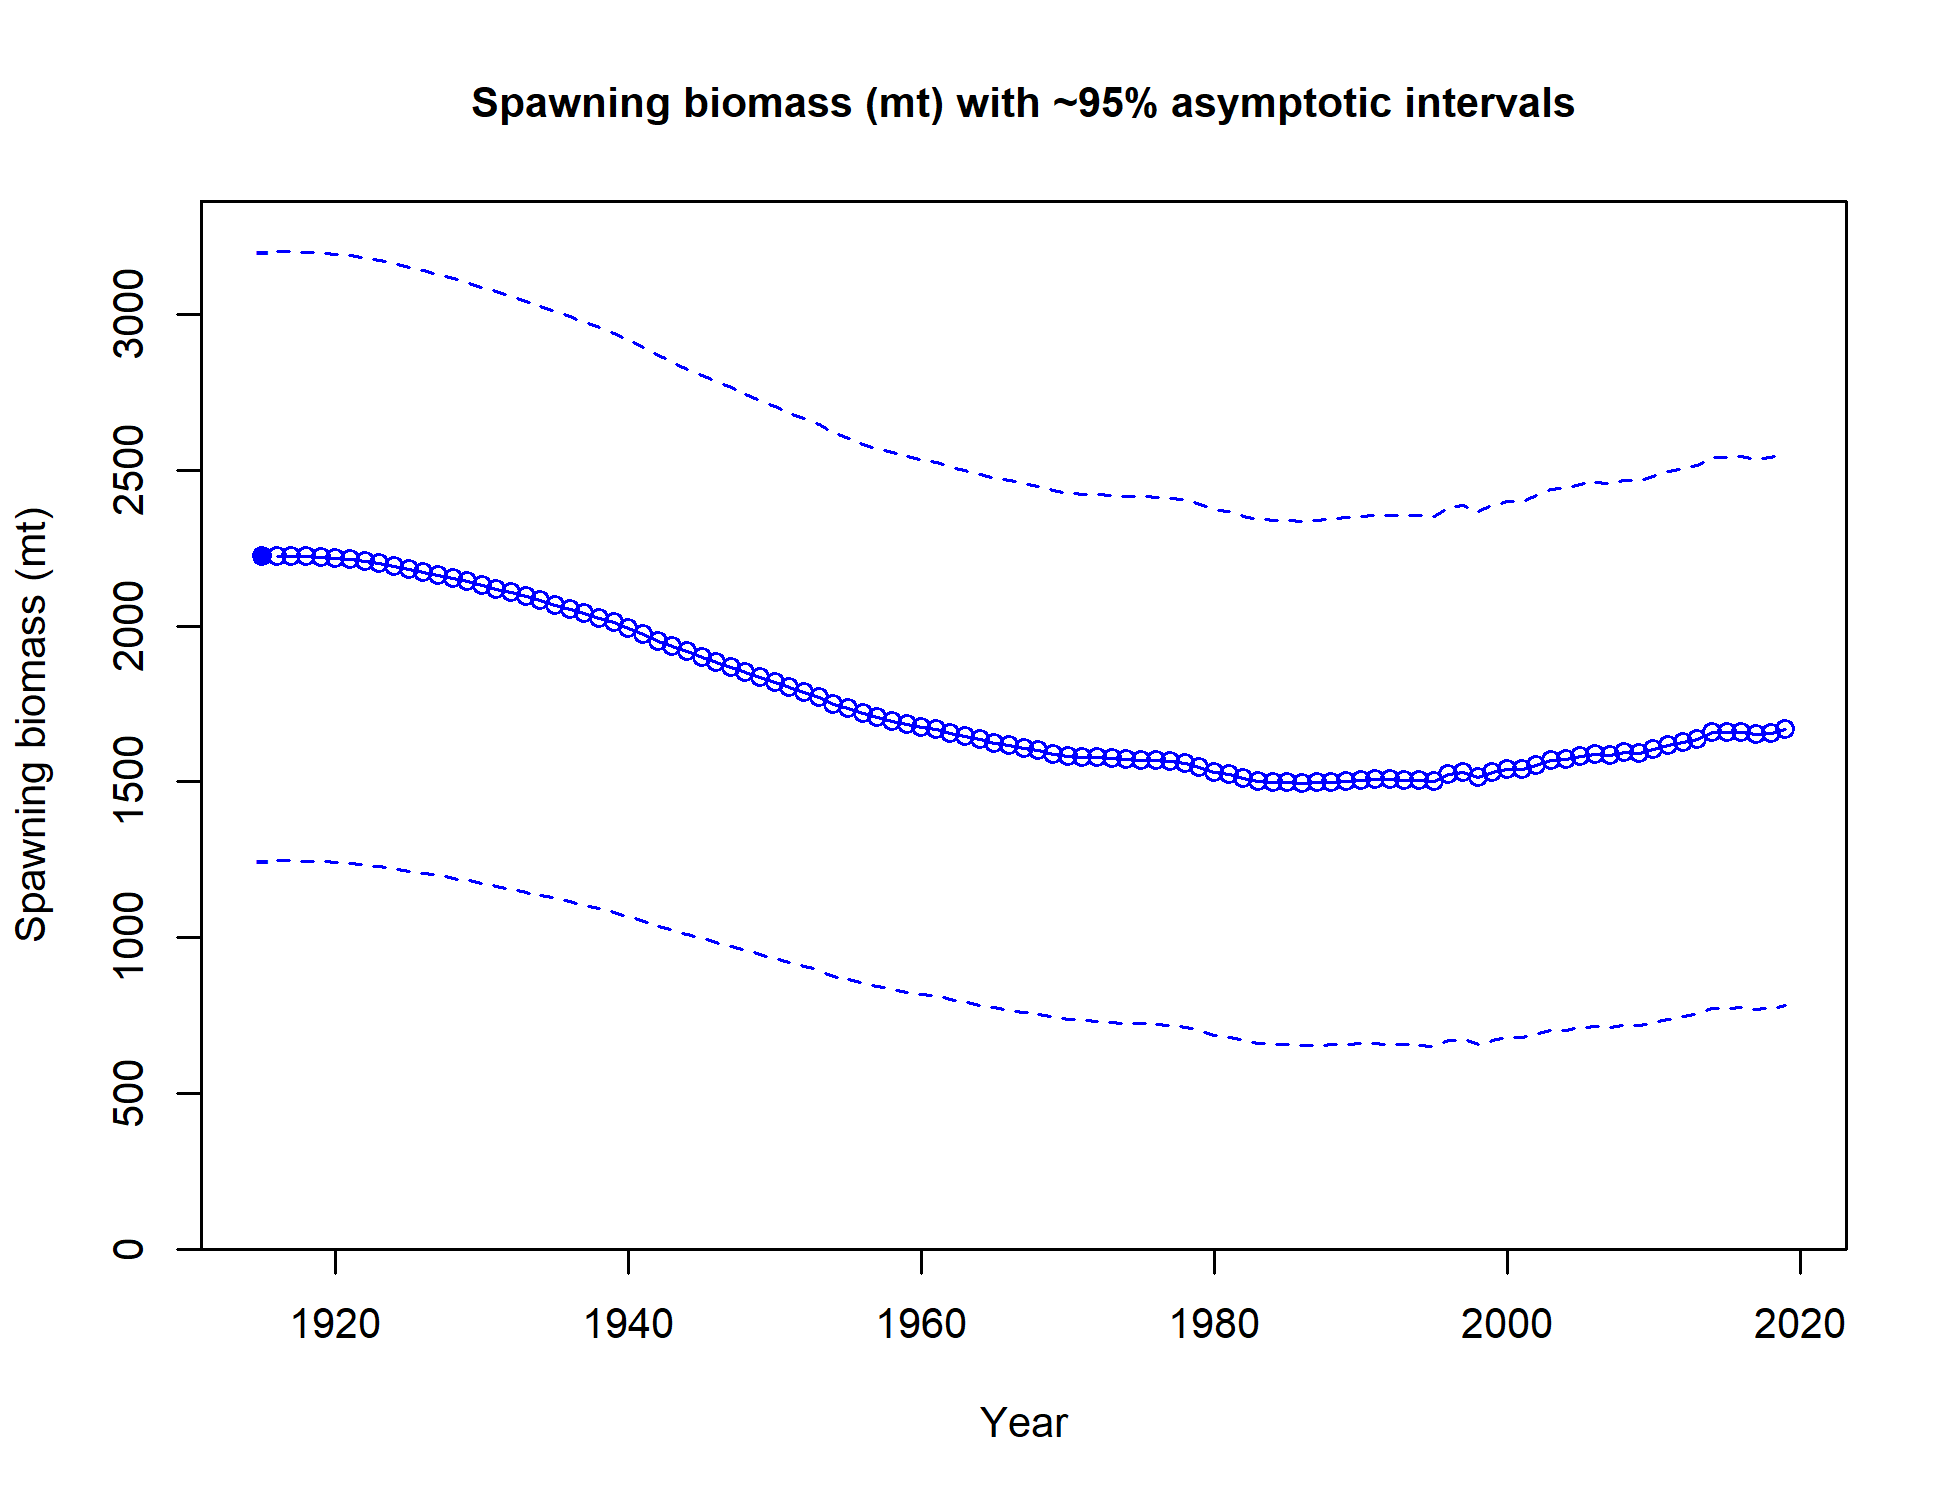 Spawning biomass (mt) with ~95% asymptotic intervals
Spawning biomass (mt)
3000
2500
2000
1500
1000
500
0
1920 1940 1960 1980 2000 2020
Year